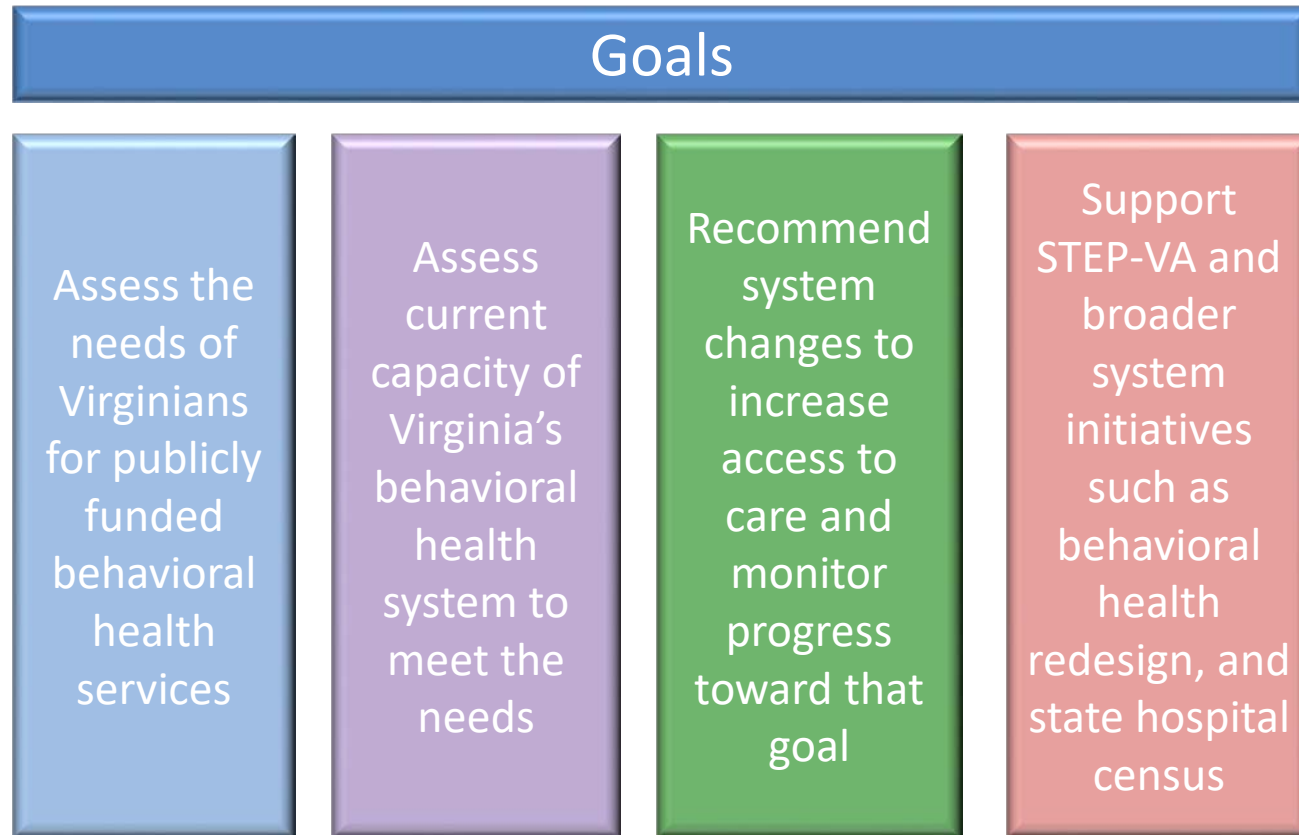 Goals
Assess the
needs of
Virginians
for publicly
funded
behavioral
health
services
Assess
current
capacity of
Virginia’s
behavioral
health
system to
meet the
needs
Recommend
system
changes to
increase
access to
care and
monitor
progress
toward that
goal
Support
STEP-VA and
broader
system
initiatives
such as
behavioral
health
redesign, and
state hospital
census